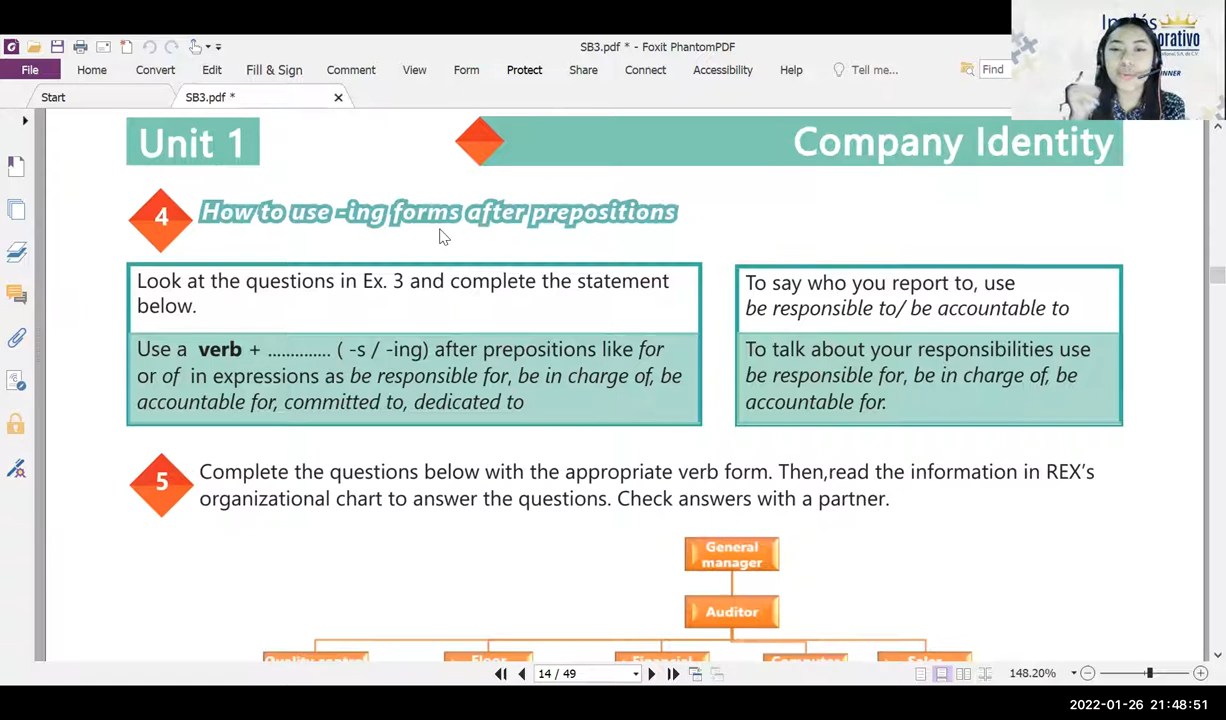 SB3.pdf * - Foxit PhantomPDF
File Home Convert Edit Fill & Sign Comment View Form Protect Share Connect Accessibility Help Tell me... Find
Start SB3.pdf *
Unit 1
Company Identity
4 How to use -ing forms after prepositions
Look at the questions in Ex. 3 and complete the statement
below.
Use a verb + ............. ( -s / -ing) after prepositions like for
or of in expressions as be responsible for, be in charge of, be
accountable for, committed to, dedicated to
To say who you report to, use
be responsible to/ be accountable to
To talk about your responsibilities use
be responsible for, be in charge of, be
accountable for.
5 Complete the questions below with the appropriate verb form. Then,read the information in REX's
organizational chart to answer the questions. Check answers with a partner.
General
manager
Auditor
Quality control Floor Financial Computer Sales
14 / 49
148.20%
2022-01-26 21:48:51